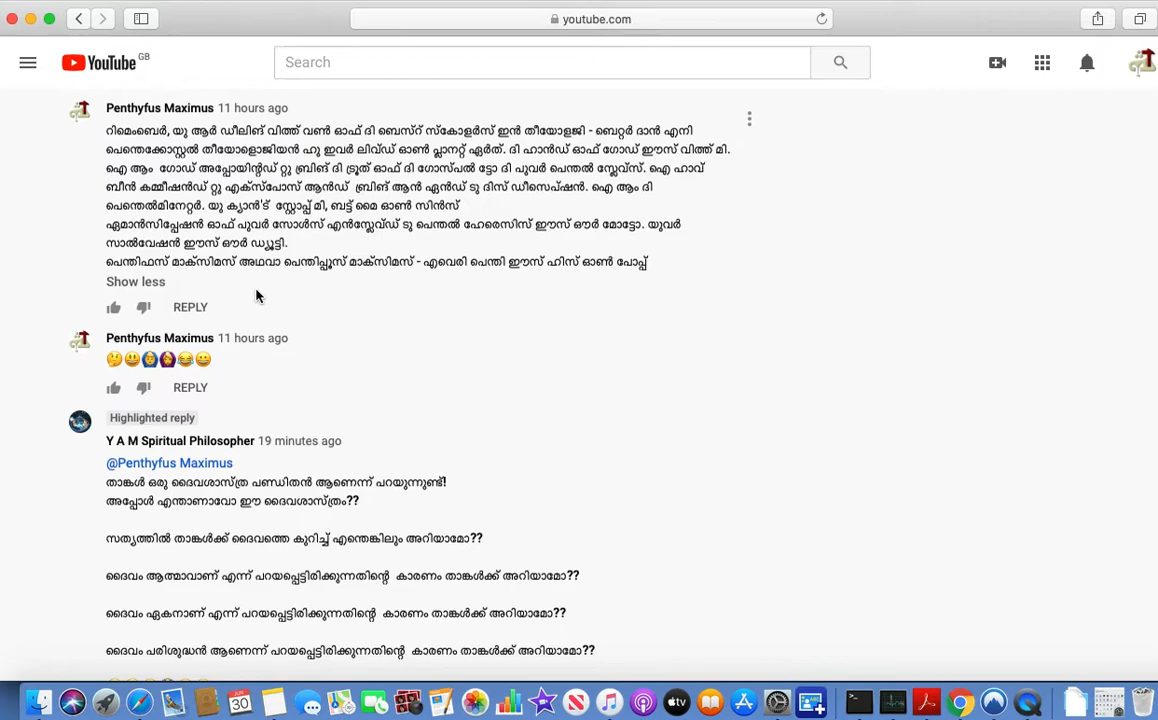 youtube.com
YouTube GB
Search
Penthyfus Maximus 11 hours ago
റിമെംബെർ, യു ആർ ഡീലിങ് വിത്ത് വൺ ഓഫ് ദി ബെസ്റ് സ്കോളർസ് ഇൻ തീയോളജി - ബെറ്റർ ദാൻ എനി
പെന്തെക്കോസ്റ്റൽ തീയോളൊജിയൻ ഹു ഇവർ ലിവ്ഡ് ഓൺ പ്ലാനറ്റ് ഏർത്. ദി ഹാൻഡ് ഓഫ് ഗോഡ് ഈസ് വിത്ത് മി.
ഐ ആം ഗോഡ് അപ്പോയിന്റഡ് റ്റു ബ്രിങ് ദി ട്രൂത് ഓഫ് ദി ഗോസ്പൽ ട്ടോ ദി പുവർ പെന്തൽ സ്ലേവ്സ്. ഐ ഹാവ്
ബീൻ കമ്മീഷൻഡ് റ്റു എക്സ്പോസ് ആൻഡ് ബ്രിങ് ആൻ ഏൻഡ് ടു ദിസ് ഡീസെപ്ഷൻ. ഐ ആം ദി
പെന്തെൽമിനേറ്റർ. യു ക്യാൻ'ട് സ്റ്റോപ്പ് മി, ബട്ട് മൈ ഓൺ സിൻസ്
ഏമാൻസിപ്പേഷൻ ഓഫ് പുവർ സോൾസ് എൻസ്ലേവ്ഡ് ടു പെന്തൽ ഹേരെസിസ് ഈസ് ഔർ മോട്ടോ. യുവർ
സാൽവേഷൻ ഈസ് ഔർ ഡ്യൂട്ടി.
പെന്തിഫസ് മാക്സിമസ് അഥവാ പെന്തിപ്പൂസ് മാക്സിമസ് - എവെരി പെന്തി ഈസ് ഹിസ് ഓൺ പോപ്പ്
Show less
REPLY
Penthyfus Maximus 11 hours ago
REPLY
Highlighted reply
Y A M Spiritual Philosopher 19 minutes ago
@Penthyfus Maximus
താങ്കൾ ഒരു ദൈവശാസ്ത്ര പണ്ഡിതൻ ആണെന്ന് പറയുന്നുണ്ട്!
അപ്പോൾ എന്താണാവോ ഈ ദൈവശാസ്ത്രം??
സത്യത്തിൽ താങ്കൾക്ക് ദൈവത്തെ കുറിച്ച് എന്തെങ്കിലും അറിയാമോ??
ദൈവം ആത്മാവാണ് എന്ന് പറയപ്പെട്ടിരിക്കുന്നതിന്റെ കാരണം താങ്കൾക്ക് അറിയാമോ??
ദൈവം ഏകനാണ് എന്ന് പറയപ്പെട്ടിരിക്കുന്നതിന്റെ കാരണം താങ്കൾക്ക് അറിയാമോ??
ദൈവം പരിശുദ്ധൻ ആണെന്ന് പറയപ്പെട്ടിരിക്കുന്നതിന്റെ കാരണം താങ്കൾക്ക് അറിയാമോ??
JUN
30
tv